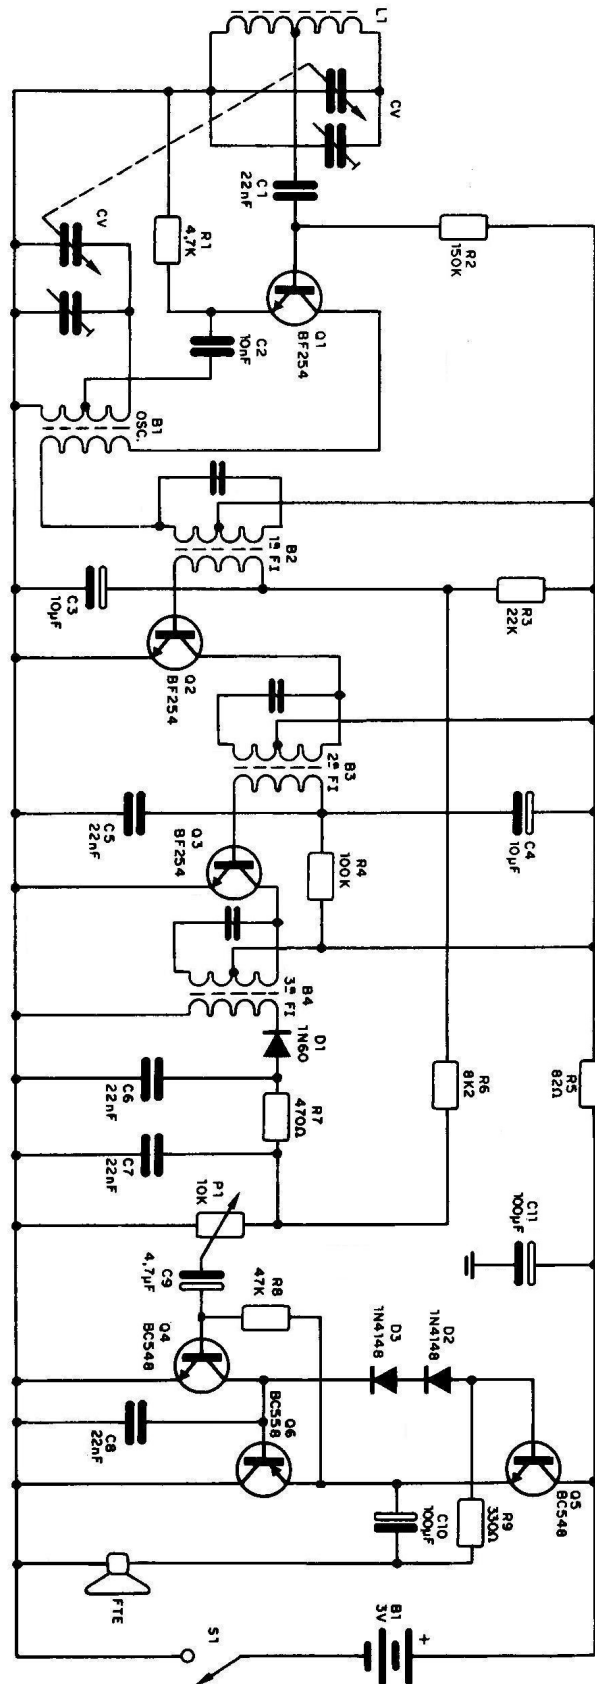 L1
CV
C1
22nF
R2
150K
CV
R1
4,7K
Q1
BF254
C2
10nF
B1
OSC.
B2
1ª FI
C3
10µF
R3
22K
Q2
BF254
B3
2ª FI
C5
22nF
Q3
BF254
R4
100K
C4
10µF
B4
3ª FI
D1
1N60
C6
22nF
R7
470Ω
R6
8K2
R5
82Ω
C7
22nF
P1
10K
C9
4,7µF
R8
47K
C11
100µF
Q4
BC548
D3
1N4148
D2
1N4148
C8
22nF
Q6
BC558
Q5
BC548
R9
330Ω
C10
100µF
FTE
S1
B1
3V
+